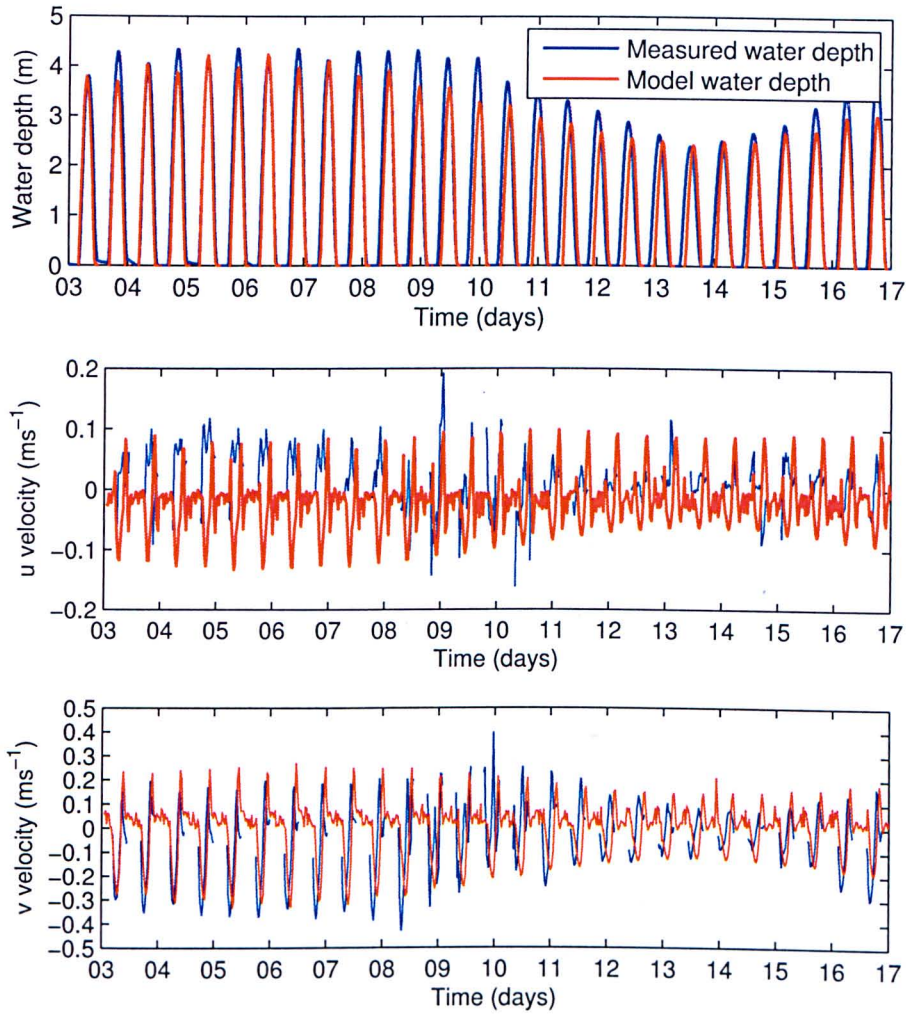 5
4
3
2
1
0
Water depth (m)
Measured water depth
Model water depth
03 04 05 06 07 08 09 10 11 12 13 14 15 16 17
Time (days)
0.2
0.1
0
−0.1
−0.2
u velocity (ms⁻¹)
03 04 05 06 07 08 09 10 11 12 13 14 15 16 17
Time (days)
0.5
0.4
0.3
0.2
0.1
0
−0.1
−0.2
−0.3
−0.4
−0.5
v velocity (ms⁻¹)
03 04 05 06 07 08 09 10 11 12 13 14 15 16 17
Time (days)